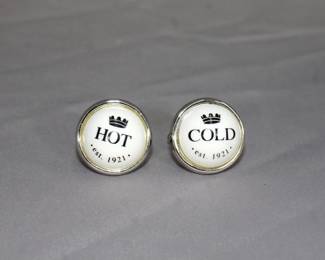 HOT
· est. 1921 ·
COLD
· est. 1921 ·